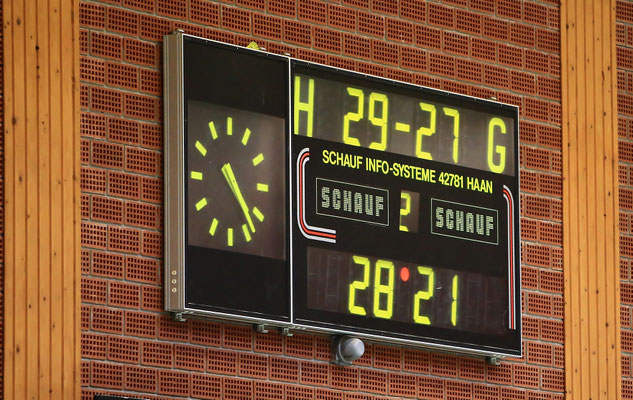 H 29-27 G
SCHAUF INFO-SYSTEME 42781 HAAN
SCHAUF 2 SCHAUF
28 21